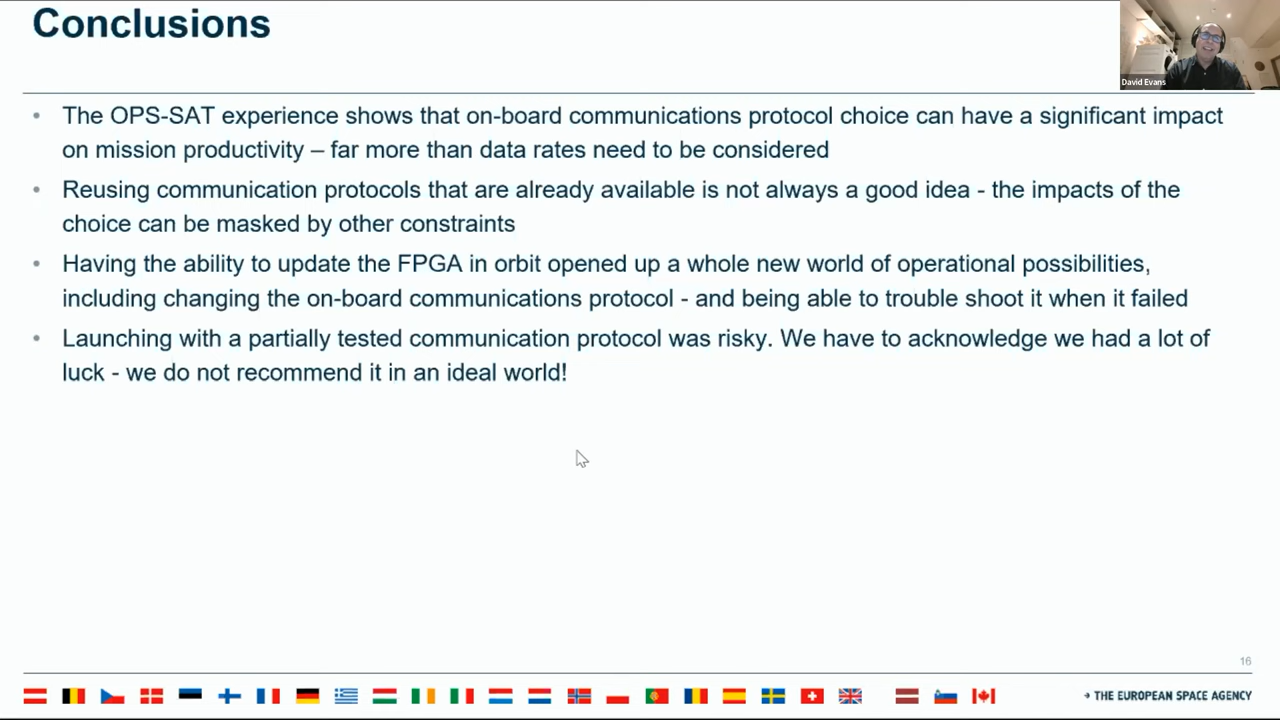 Conclusions
David Evans
• The OPS-SAT experience shows that on-board communications protocol choice can have a significant impact
on mission productivity – far more than data rates need to be considered
• Reusing communication protocols that are already available is not always a good idea - the impacts of the
choice can be masked by other constraints
• Having the ability to update the FPGA in orbit opened up a whole new world of operational possibilities,
including changing the on-board communications protocol - and being able to trouble shoot it when it failed
• Launching with a partially tested communication protocol was risky. We have to acknowledge we had a lot of
luck - we do not recommend it in an ideal world!
16
→ THE EUROPEAN SPACE AGENCY